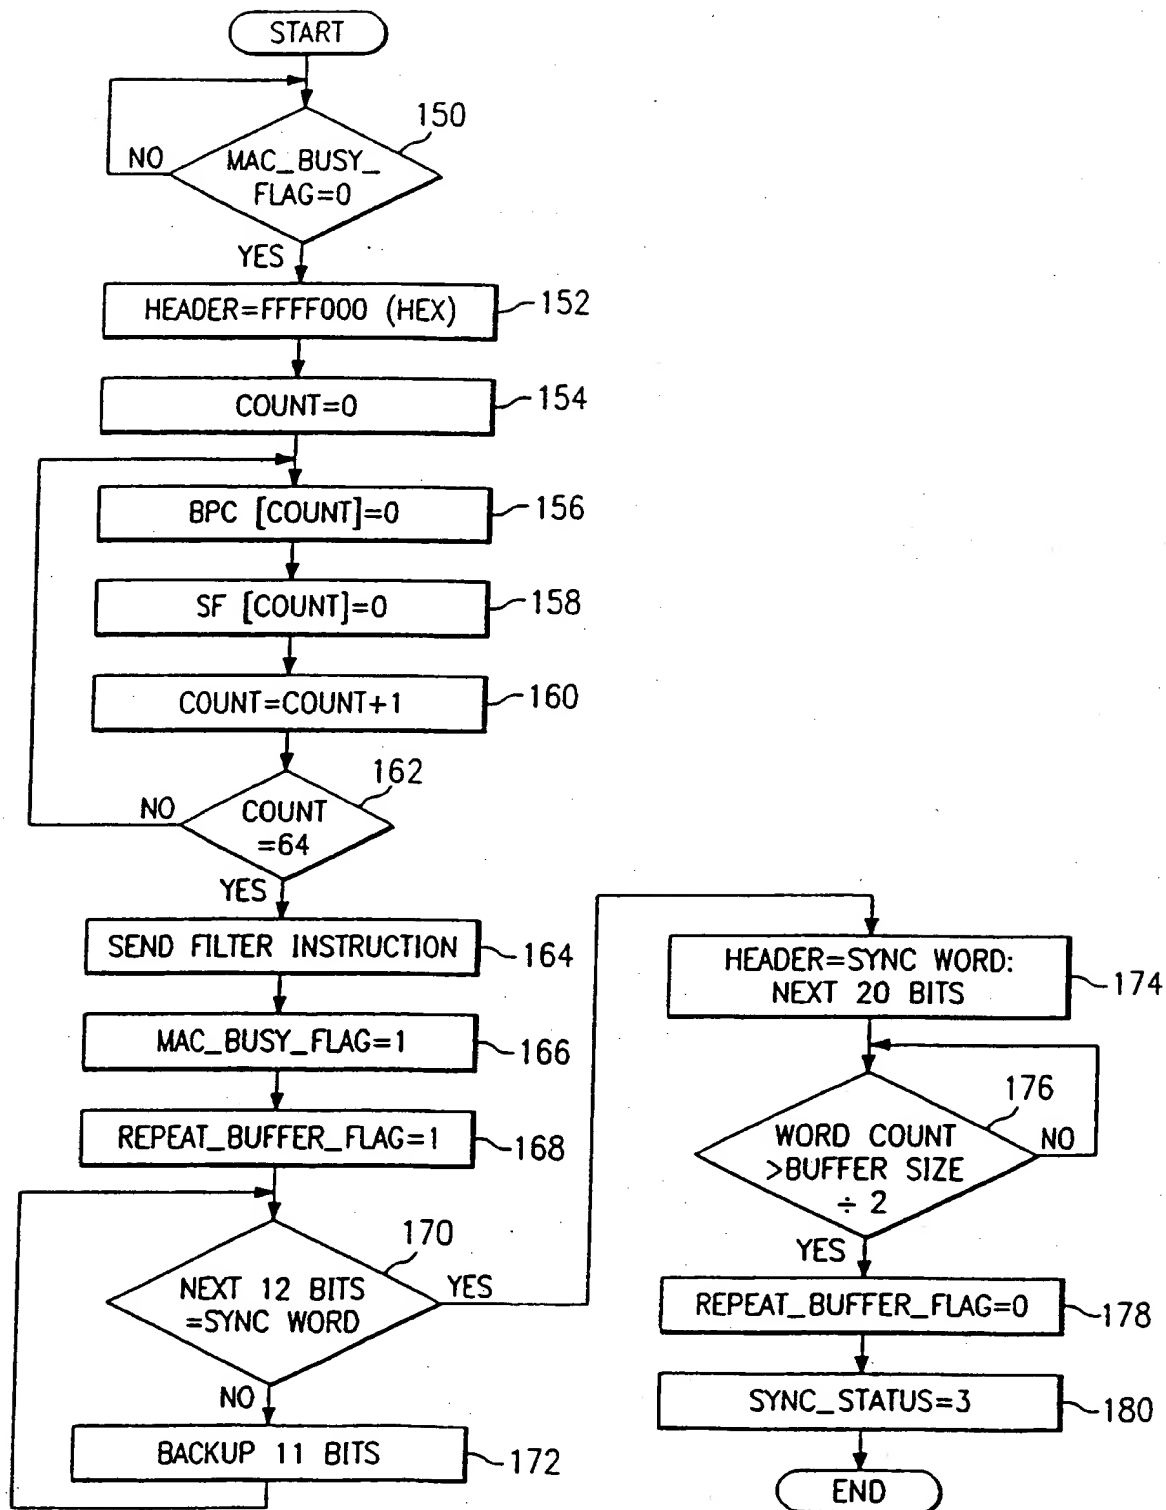 START
150
MAC_BUSY_
FLAG=0
NO
YES
HEADER=FFFF000 (HEX)
152
COUNT=0
154
BPC [COUNT]=0
156
SF [COUNT]=0
158
COUNT=COUNT+1
160
162
COUNT
=64
NO
YES
SEND FILTER INSTRUCTION
164
MAC_BUSY_FLAG=1
166
REPEAT_BUFFER_FLAG=1
168
170
NEXT 12 BITS
=SYNC WORD
YES
NO
BACKUP 11 BITS
172
HEADER=SYNC WORD:
NEXT 20 BITS
174
176
WORD COUNT
>BUFFER SIZE
÷ 2
NO
YES
REPEAT_BUFFER_FLAG=0
178
SYNC_STATUS=3
180
END